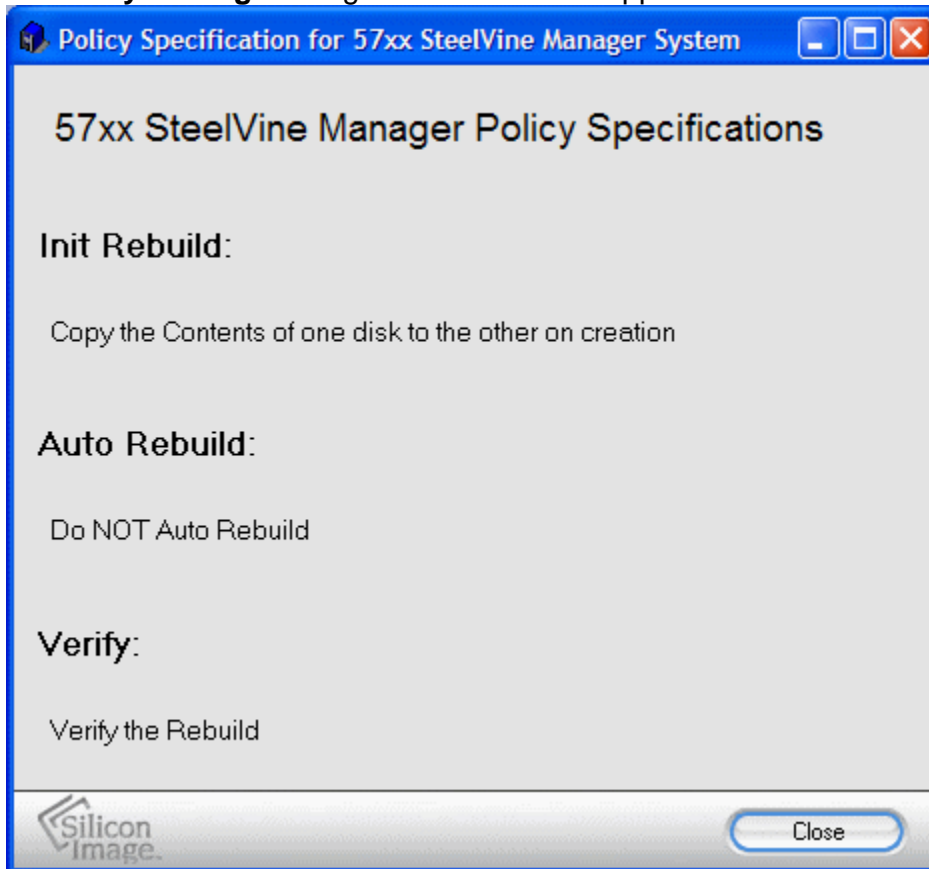 Policy Specification for 57xx SteelVine Manager System
57xx SteelVine Manager Policy Specifications
Init Rebuild:
Copy the Contents of one disk to the other on creation
Auto Rebuild:
Do NOT Auto Rebuild
Verify:
Verify the Rebuild
Silicon
Image.
Close